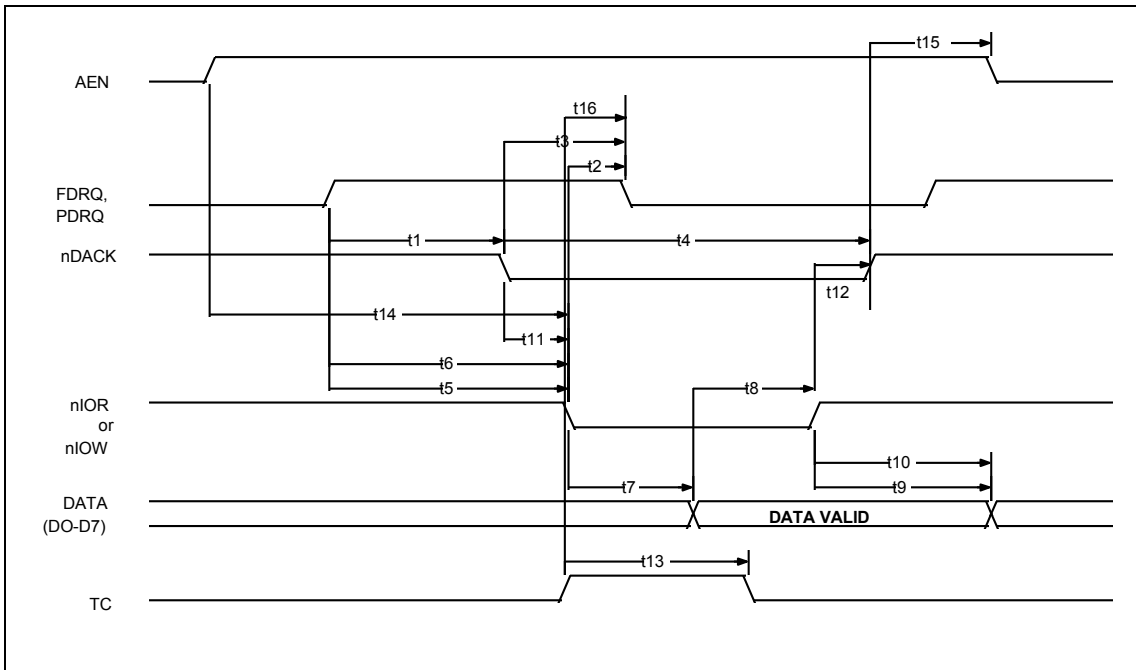 t15
AEN
t16
t3
t2
FDRQ,
PDRQ
t1
t4
nDACK
t12
t14
t11
t6
t5
t8
nIOR
or
nIOW
t10
t7
t9
DATA
(DO-D7)
DATA VALID
t13
TC